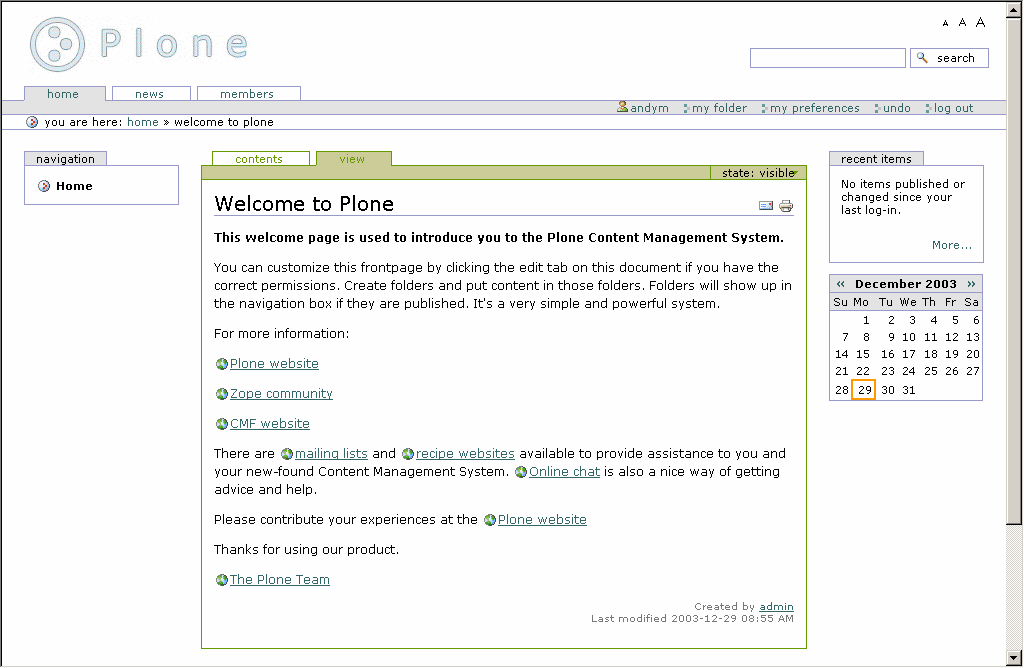 Plone
A A A
search
home news members
andym my folder my preferences undo log out
you are here: home » welcome to plone
navigation
Home
contents view
state: visible
Welcome to Plone
This welcome page is used to introduce you to the Plone Content Management System.
You can customize this frontpage by clicking the edit tab on this document if you have the
correct permissions. Create folders and put content in those folders. Folders will show up in
the navigation box if they are published. It's a very simple and powerful system.
For more information:
Plone website
Zope community
CMF website
There are mailing lists and recipe websites available to provide assistance to you and
your new-found Content Management System. Online chat is also a nice way of getting
advice and help.
Please contribute your experiences at the Plone website
Thanks for using our product.
The Plone Team
Created by admin
Last modified 2003-12-29 08:55 AM
recent items
No items published or
changed since your
last log-in.
More...
« December 2003 »
Su Mo Tu We Th Fr Sa
1 2 3 4 5 6
7 8 9 10 11 12 13
14 15 16 17 18 19 20
21 22 23 24 25 26 27
28 29 30 31